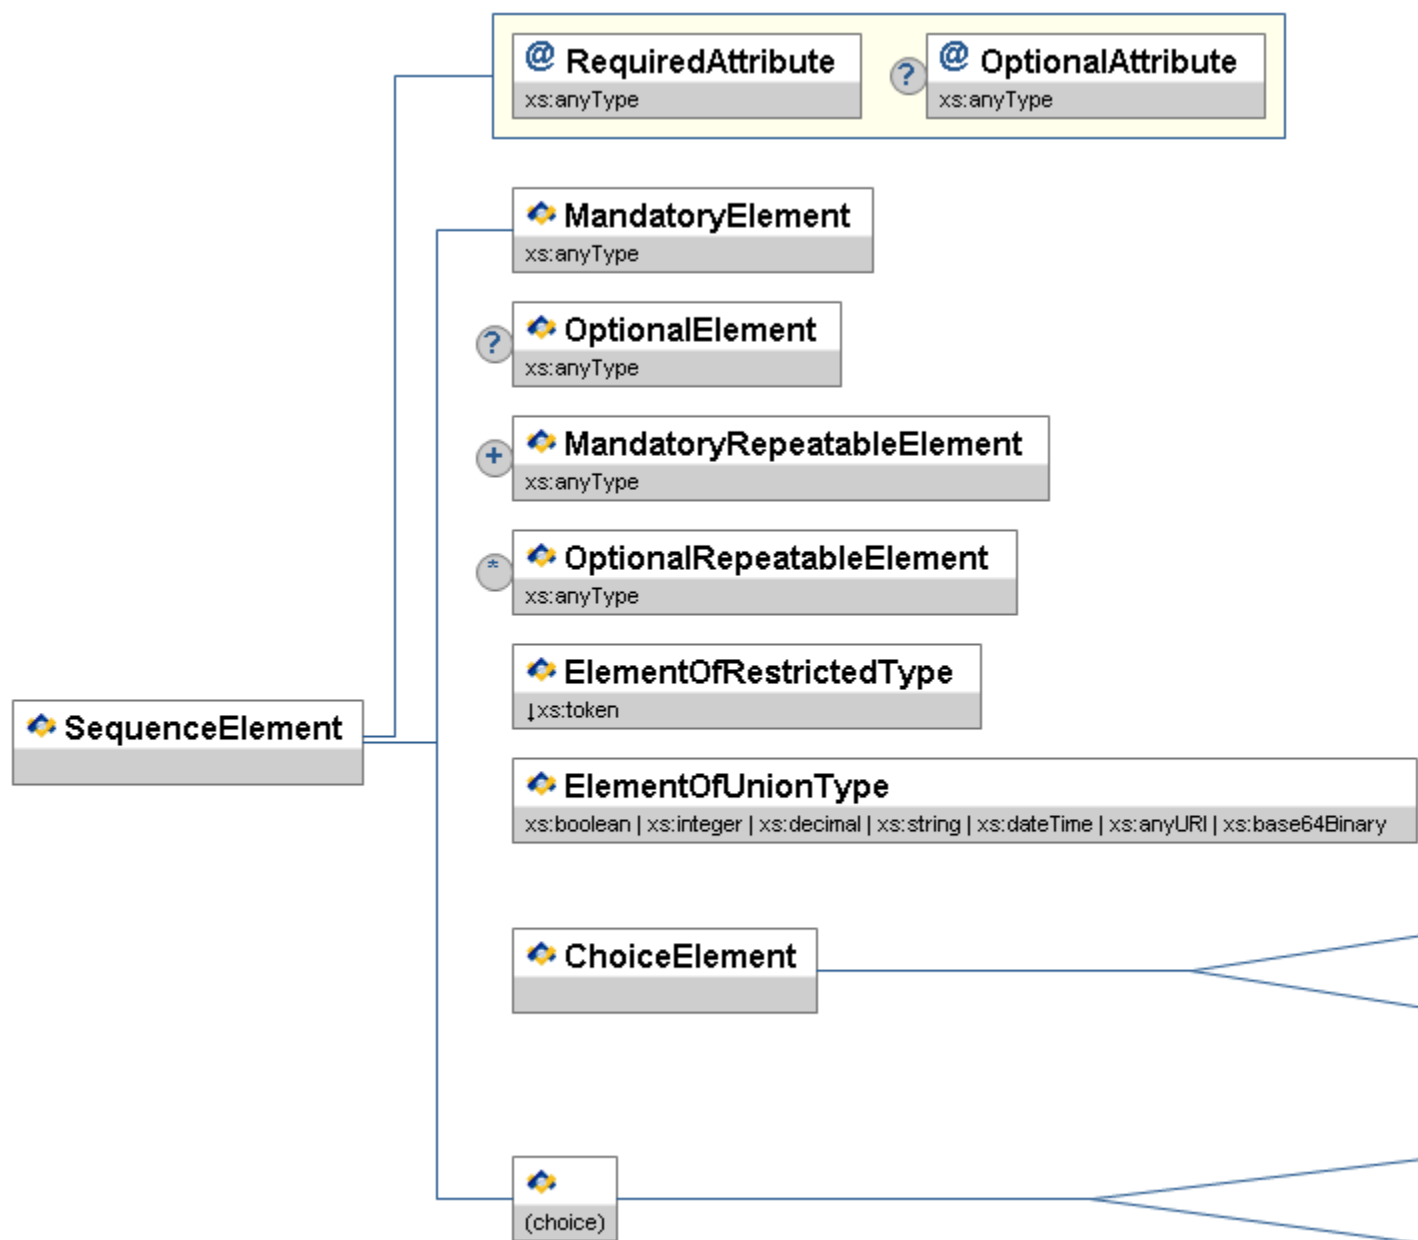 @ RequiredAttribute
xs:anyType
? @ OptionalAttribute
xs:anyType
MandatoryElement
xs:anyType
? OptionalElement
xs:anyType
+ MandatoryRepeatableElement
xs:anyType
* OptionalRepeatableElement
xs:anyType
ElementOfRestrictedType
↓xs:token
SequenceElement
ElementOfUnionType
xs:boolean | xs:integer | xs:decimal | xs:string | xs:dateTime | xs:anyURI | xs:base64Binary
ChoiceElement
(choice)